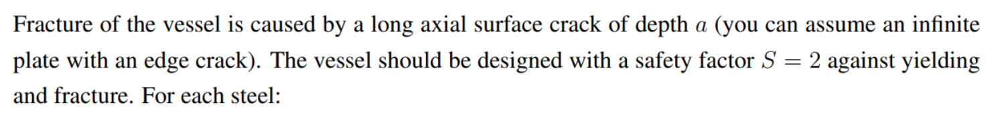 Fracture of the vessel is caused by a long axial surface crack of depth a (you can assume an infinite
plate with an edge crack). The vessel should be designed with a safety factor S = 2 against yielding
and fracture. For each steel: